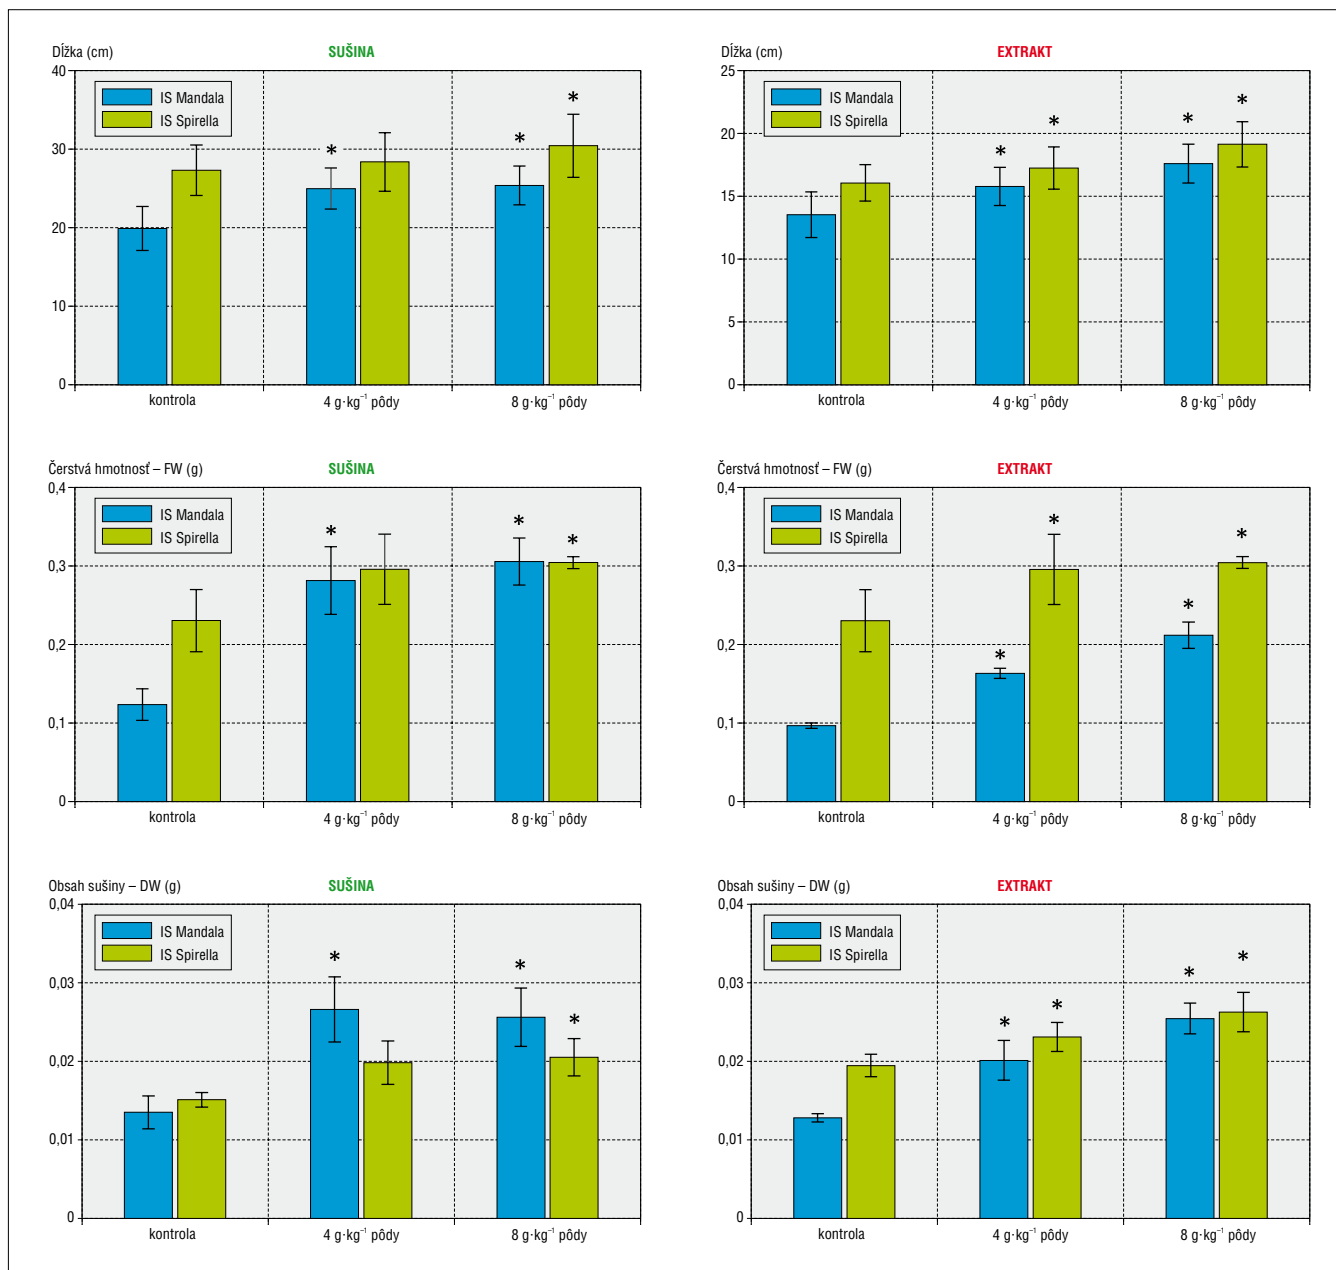 Dĺžka (cm) SUŠINA
40
30
20
10
0
IS Mandala
IS Spirella
* * *
kontrola 4 g·kg⁻¹ pôdy 8 g·kg⁻¹ pôdy
Dĺžka (cm) EXTRAKT
25
20
15
10
5
0
IS Mandala
IS Spirella
* * * *
kontrola 4 g·kg⁻¹ pôdy 8 g·kg⁻¹ pôdy
Čerstvá hmotnosť – FW (g) SUŠINA
0,4
0,3
0,2
0,1
0
IS Mandala
IS Spirella
* * *
kontrola 4 g·kg⁻¹ pôdy 8 g·kg⁻¹ pôdy
Čerstvá hmotnosť – FW (g) EXTRAKT
0,4
0,3
0,2
0,1
0
IS Mandala
IS Spirella
* * * *
kontrola 4 g·kg⁻¹ pôdy 8 g·kg⁻¹ pôdy
Obsah sušiny – DW (g) SUŠINA
0,04
0,03
0,02
0,01
0
IS Mandala
IS Spirella
* * *
kontrola 4 g·kg⁻¹ pôdy 8 g·kg⁻¹ pôdy
Obsah sušiny – DW (g) EXTRAKT
0,04
0,03
0,02
0,01
0
IS Mandala
IS Spirella
* * * *
kontrola 4 g·kg⁻¹ pôdy 8 g·kg⁻¹ pôdy